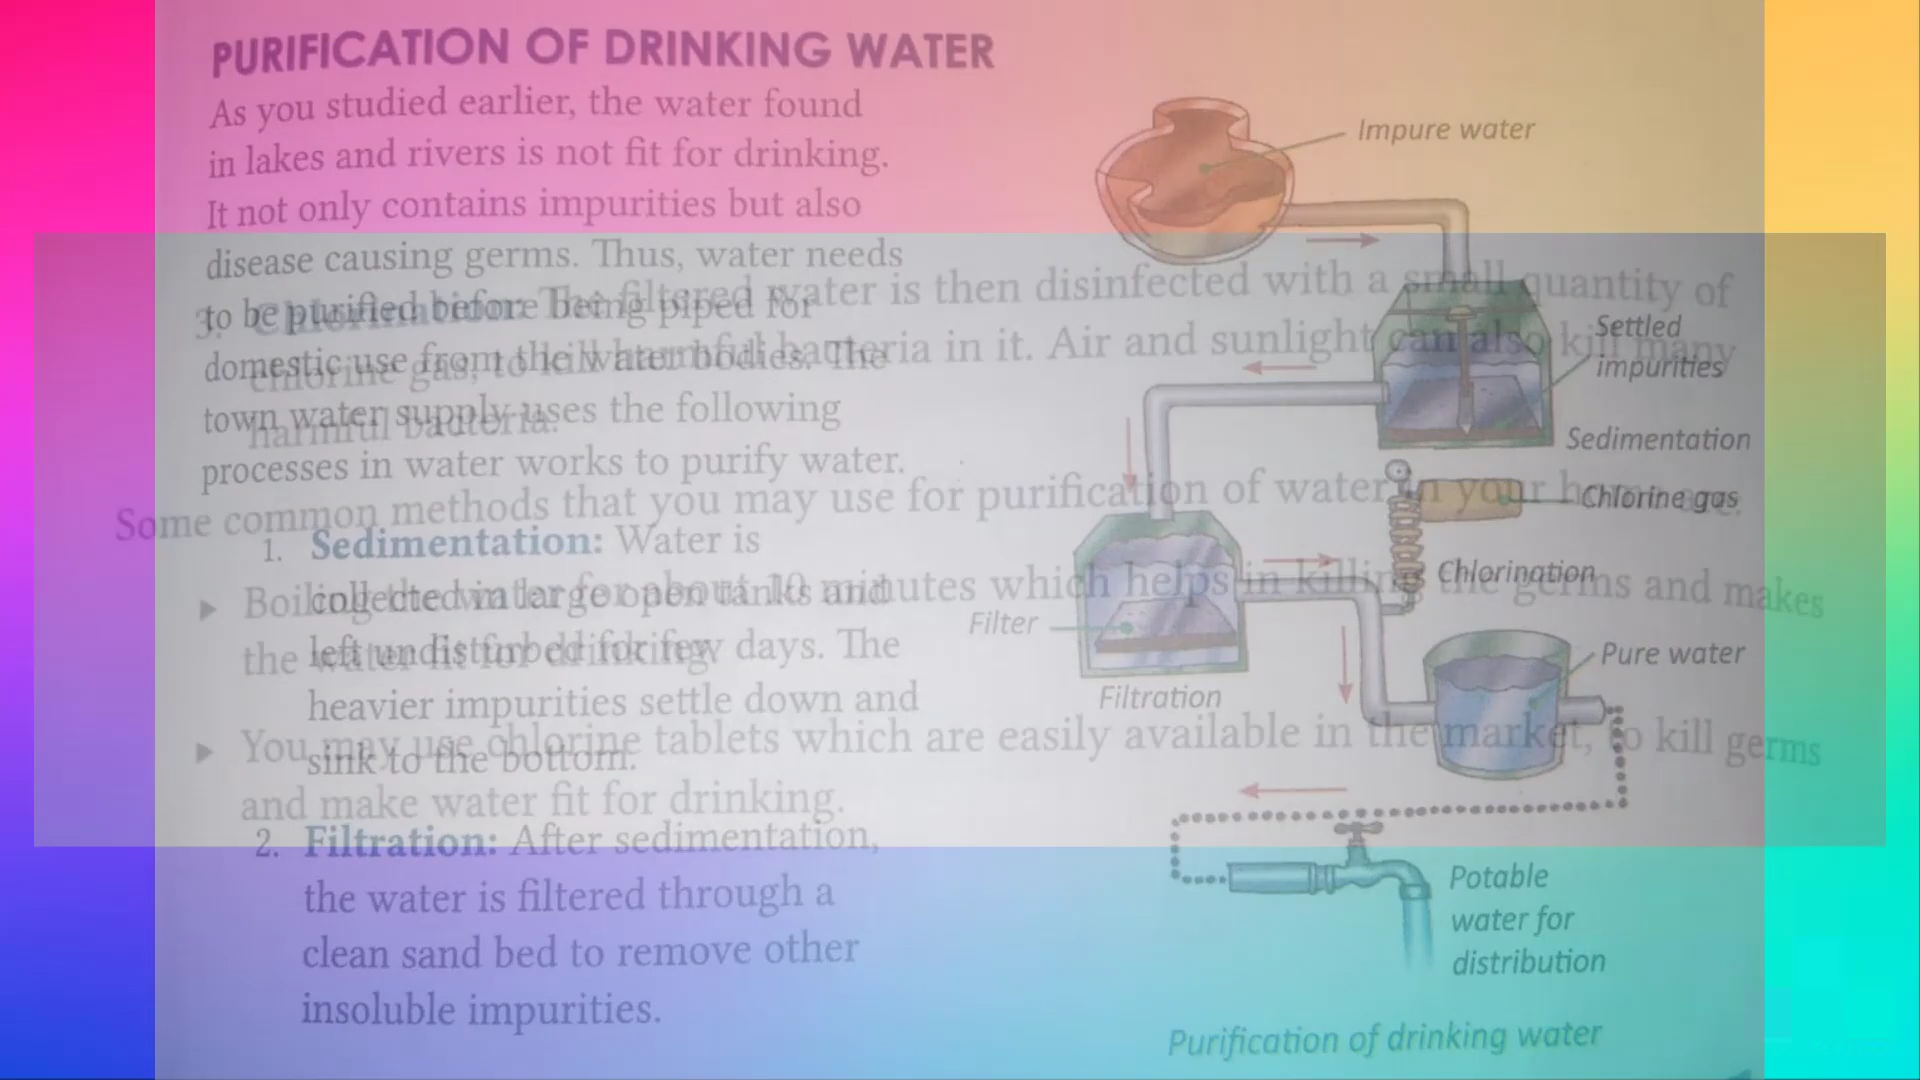 PURIFICATION OF DRINKING WATER
As you studied earlier, the water found
in lakes and rivers is not fit for drinking.
It not only contains impurities but also
disease causing germs. Thus, water needs
to be purified before being piped for
domestic use from the water bodies. The
town water supply uses the following
processes in water works to purify water.
1. Sedimentation: Water is
collected in large open tanks and
left undisturbed for few days. The
heavier impurities settle down and
sink to the bottom.
2. Filtration: After sedimentation,
the water is filtered through a
clean sand bed to remove other
insoluble impurities.
Impure water
Settled
impurities
Sedimentation
Chlorine gas
Chlorination
Filter
Filtration
Pure water
Potable
water for
distribution
Purification of drinking water
3. Chlorination: The filtered water is then disinfected with a small quantity of
chlorine gas, to kill harmful bacteria in it. Air and sunlight can also kill many
harmful bacteria.
Some common methods that you may use for purification of water in your home are:
Boiling the water for about 10 minutes which helps in killing the germs and makes
the water fit for drinking.
You may use chlorine tablets which are easily available in the market, to kill germs
and make water fit for drinking.